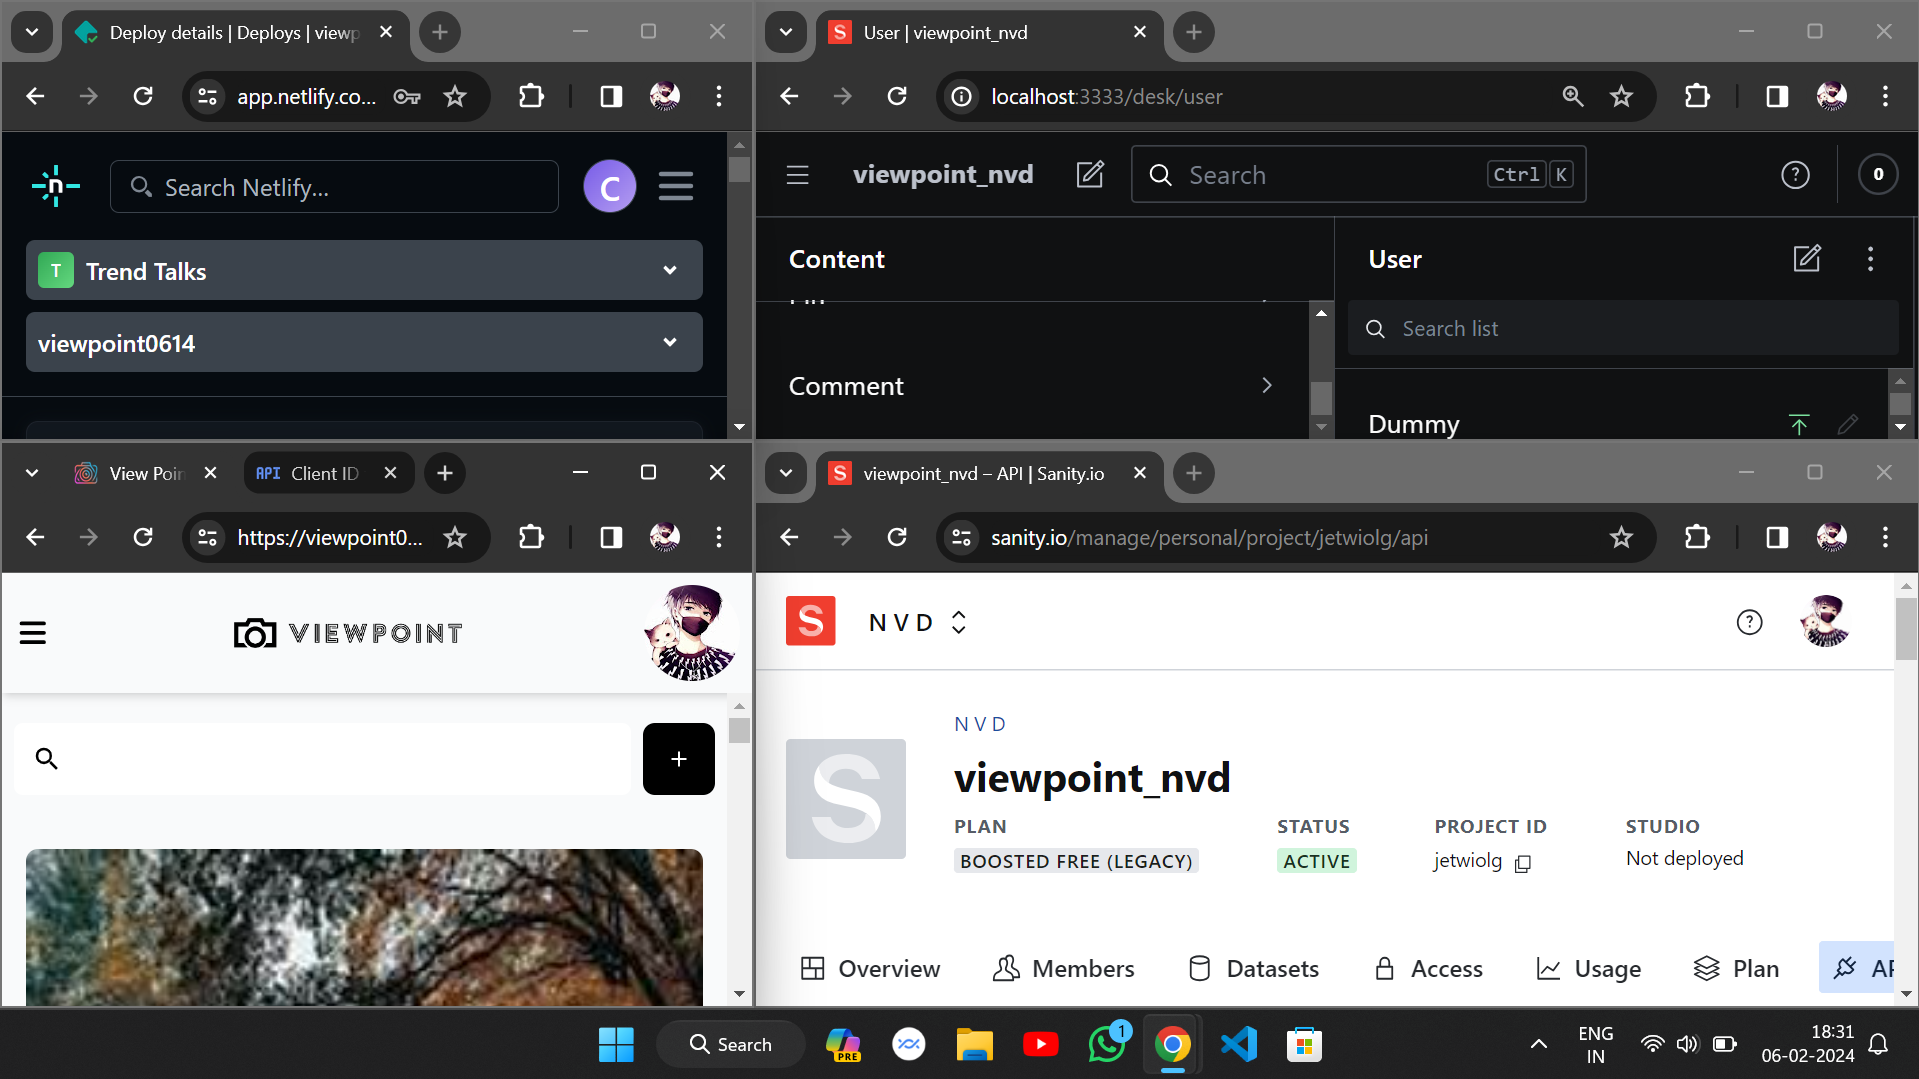 Deploy details | Deploys | viewp
app.netlify.co...
n
Search Netlify...
C
T
Trend Talks
viewpoint0614
User | viewpoint_nvd
localhost:3333/desk/user
viewpoint_nvd
Search
Ctrl K
?
0
Content
Comment
User
Search list
Dummy
View Poin
API Client ID
https://viewpoint0...
VIEWPOINT
+
viewpoint_nvd – API | Sanity.io
sanity.io/manage/personal/project/jetwiolg/api
S
N V D
?
N V D
S
viewpoint_nvd
PLAN
STATUS
PROJECT ID
STUDIO
BOOSTED FREE (LEGACY)
ACTIVE
jetwiolg
Not deployed
Overview
Members
Datasets
Access
Usage
Plan
AP
Search
PRE
1
ENG
IN
18:31
06-02-2024